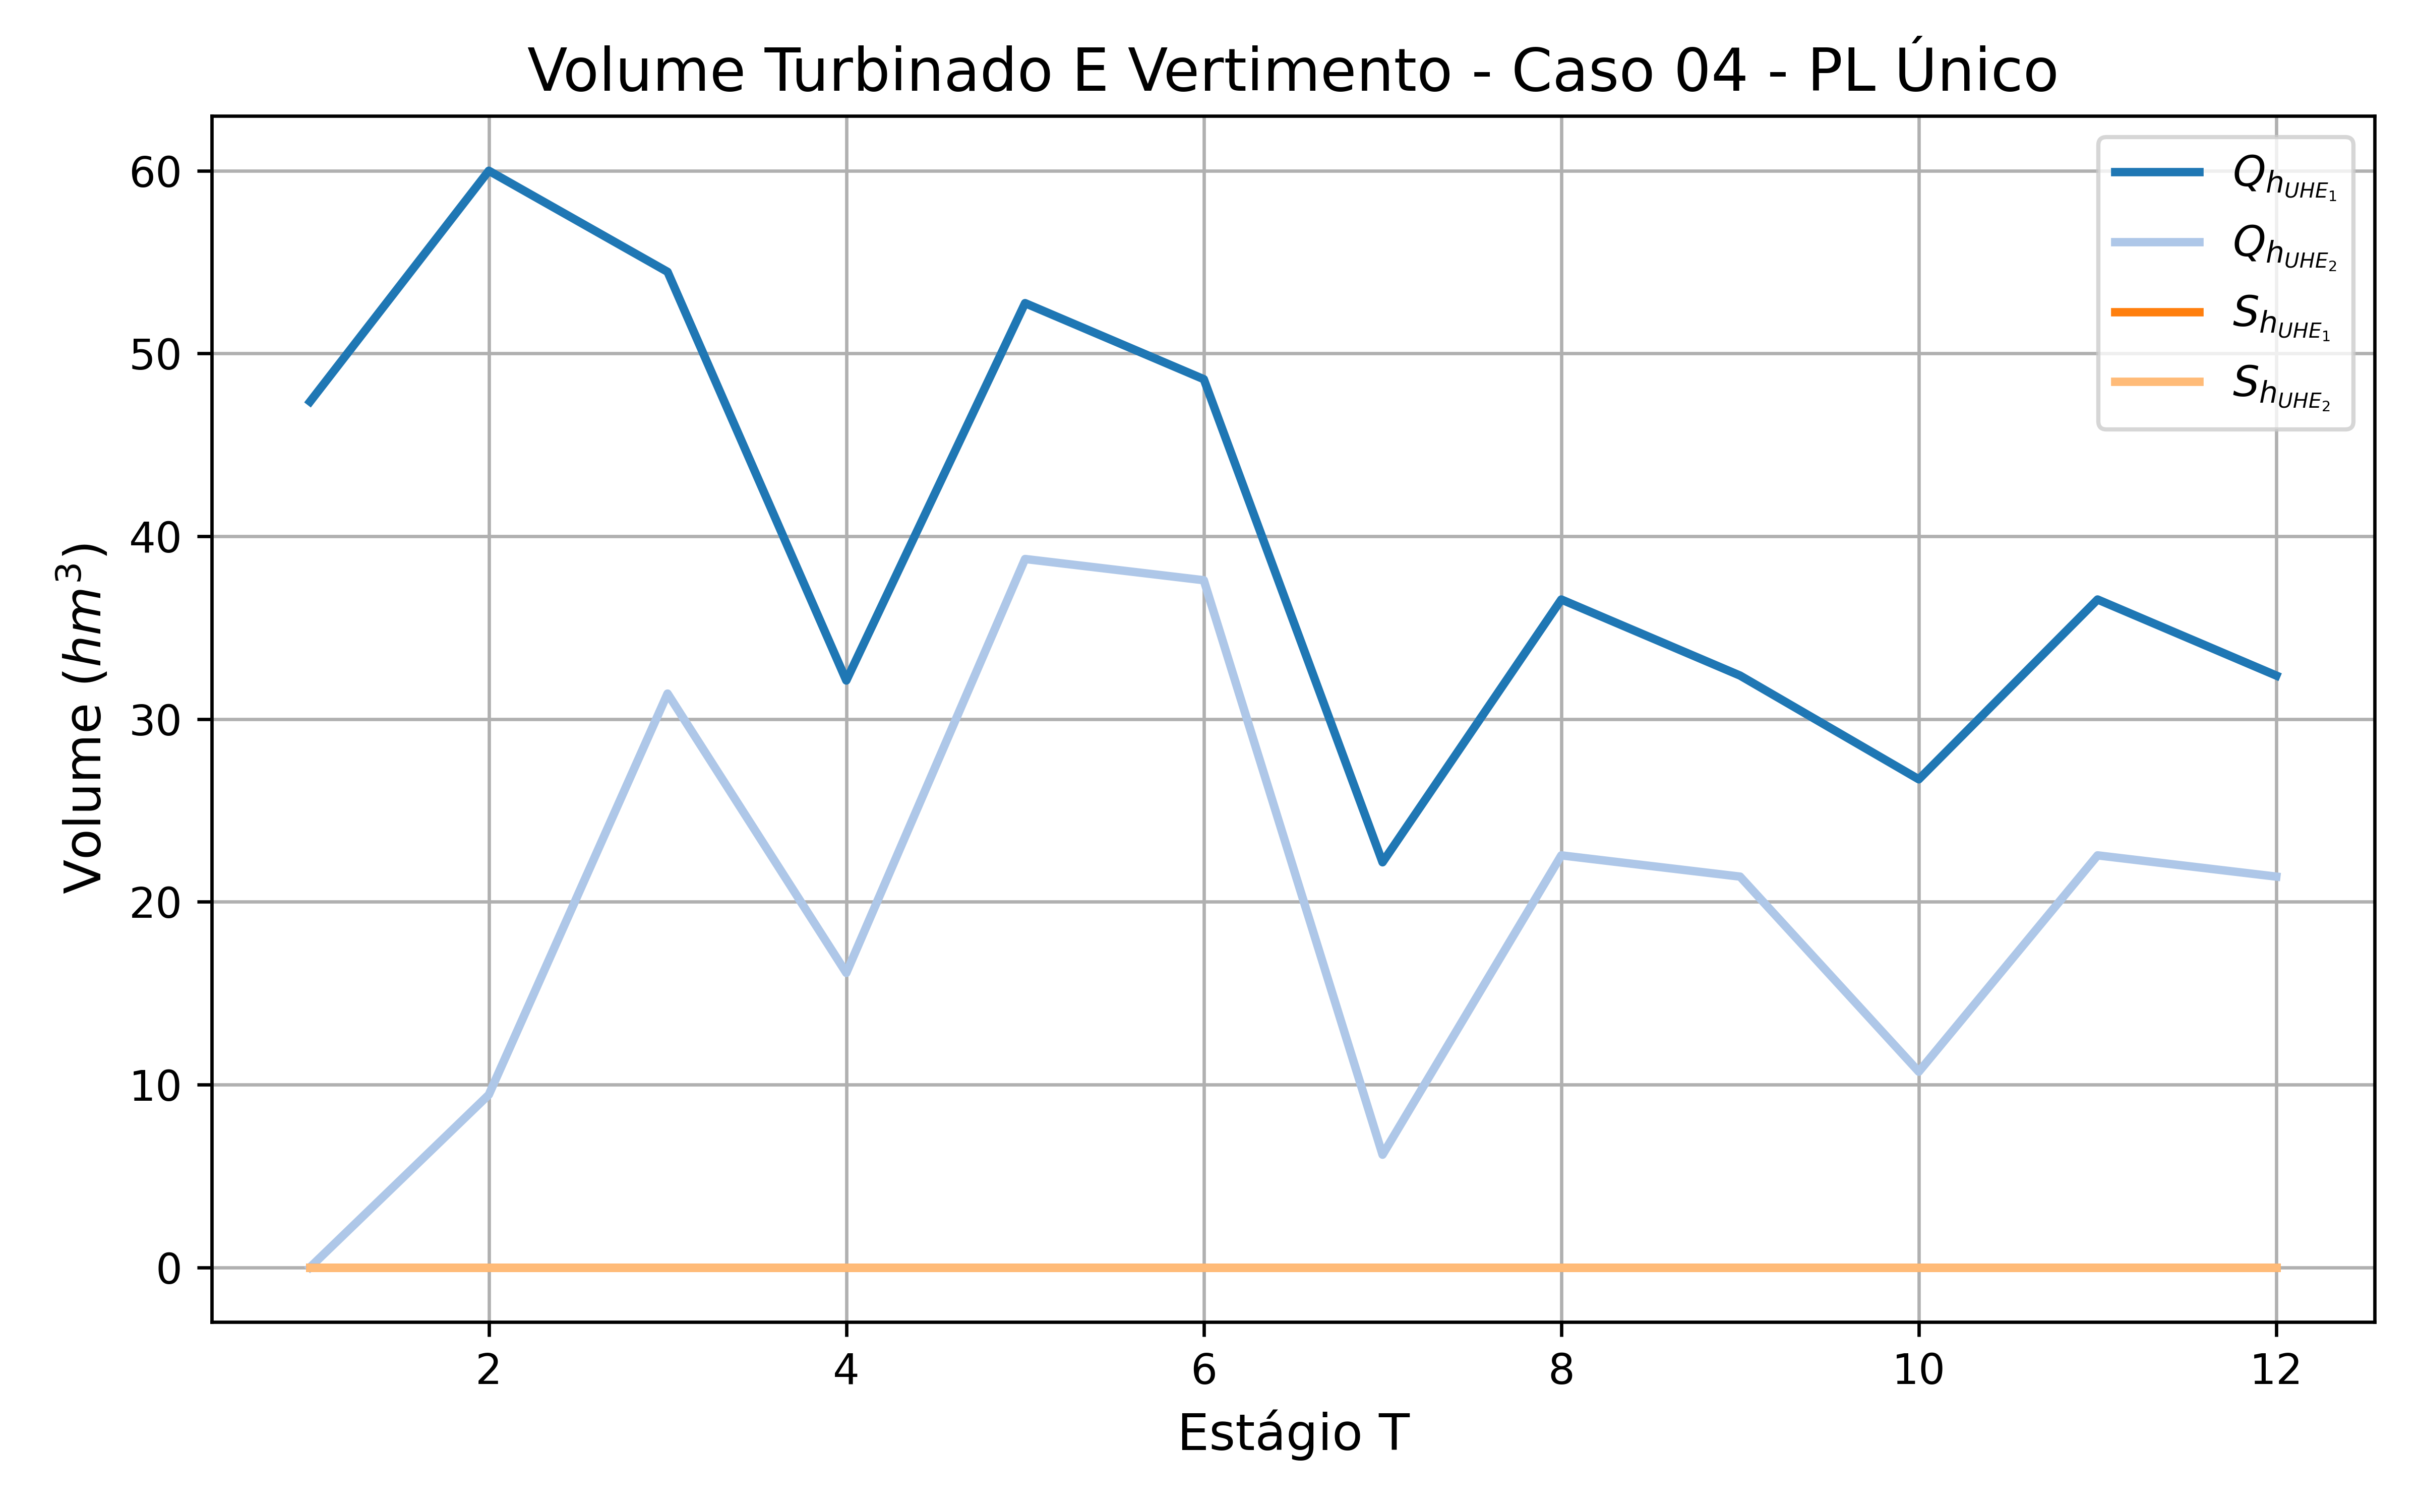 Volume Turbinado E Vertimento - Caso 04 - PL Único
Volume (hm³)
60
50
40
30
20
10
0
2 4 6 8 10 12
Estágio T
Q_{h_{UHE_1}}
Q_{h_{UHE_2}}
S_{h_{UHE_1}}
S_{h_{UHE_2}}